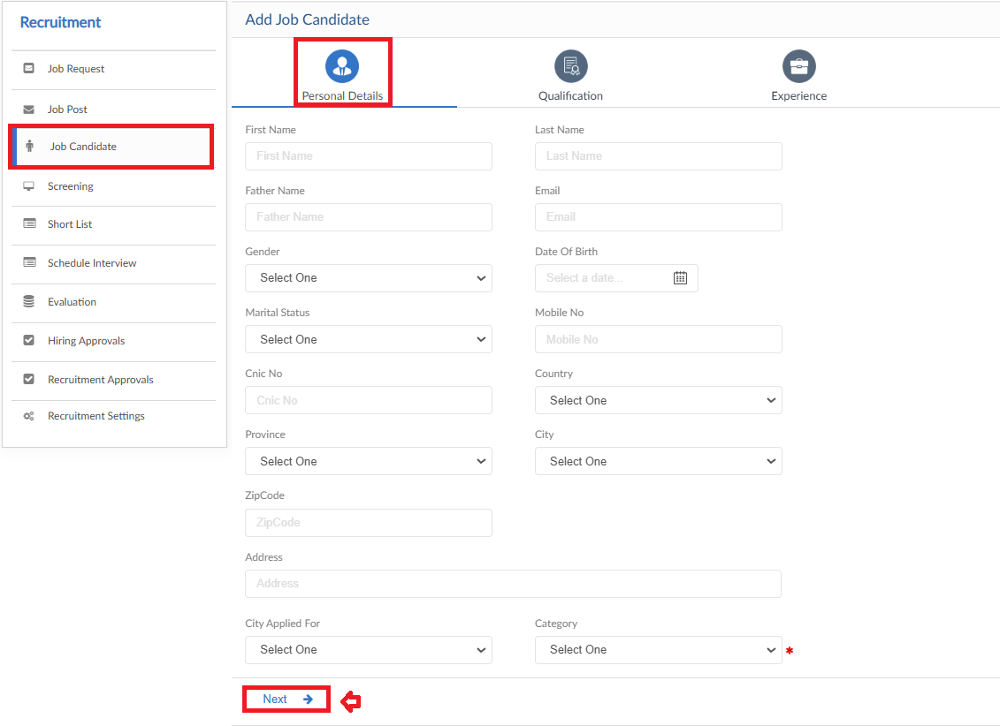 Recruitment
Job Request
Job Post
Job Candidate
Screening
Short List
Schedule Interview
Evaluation
Hiring Approvals
Recruitment Approvals
Recruitment Settings
Add Job Candidate
Personal Details Qualification Experience
First Name Last Name
First Name Last Name
Father Name Email
Father Name Email
Gender Date Of Birth
Select One Select a date...
Marital Status Mobile No
Select One Mobile No
Cnic No Country
Cnic No Select One
Province City
Select One Select One
ZipCode
ZipCode
Address
Address
City Applied For Category
Select One Select One *
Next